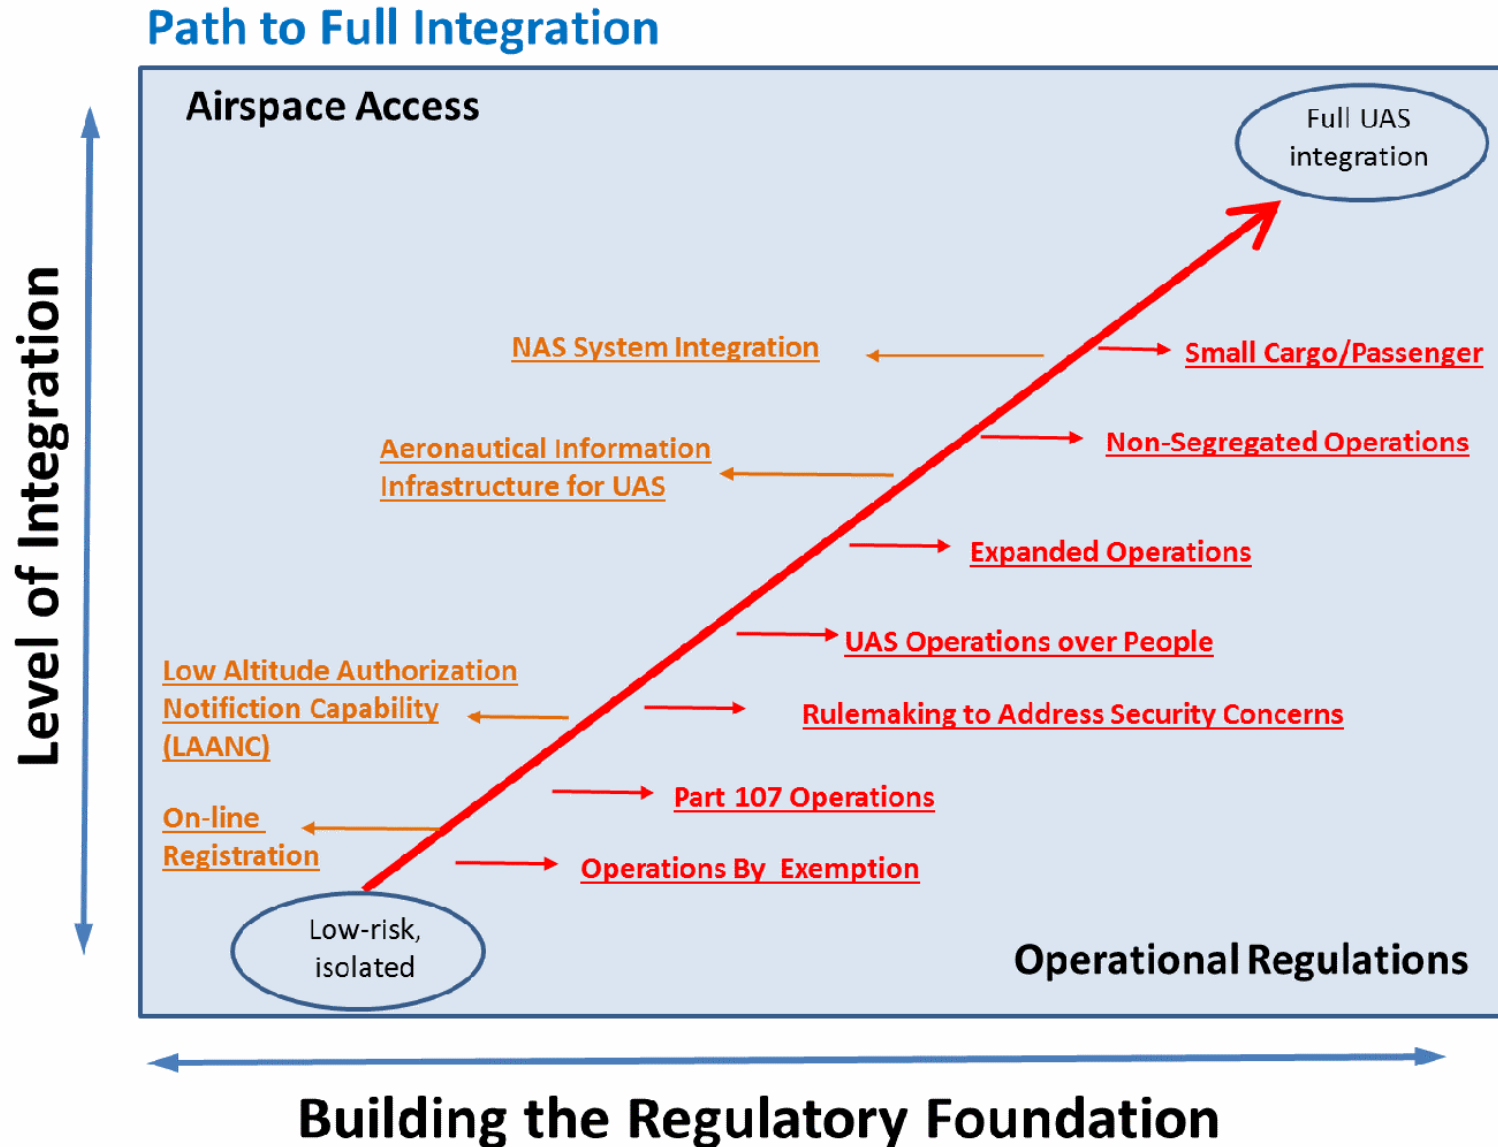 Path to Full Integration
Airspace Access
Full UAS
integration
Level of Integration
NAS System Integration
Small Cargo/Passenger
Aeronautical Information
Infrastructure for UAS
Non-Segregated Operations
Expanded Operations
UAS Operations over People
Low Altitude Authorization
Notifiction Capability
(LAANC)
Rulemaking to Address Security Concerns
Part 107 Operations
On-line
Registration
Operations By Exemption
Low-risk,
isolated
Operational Regulations
Building the Regulatory Foundation